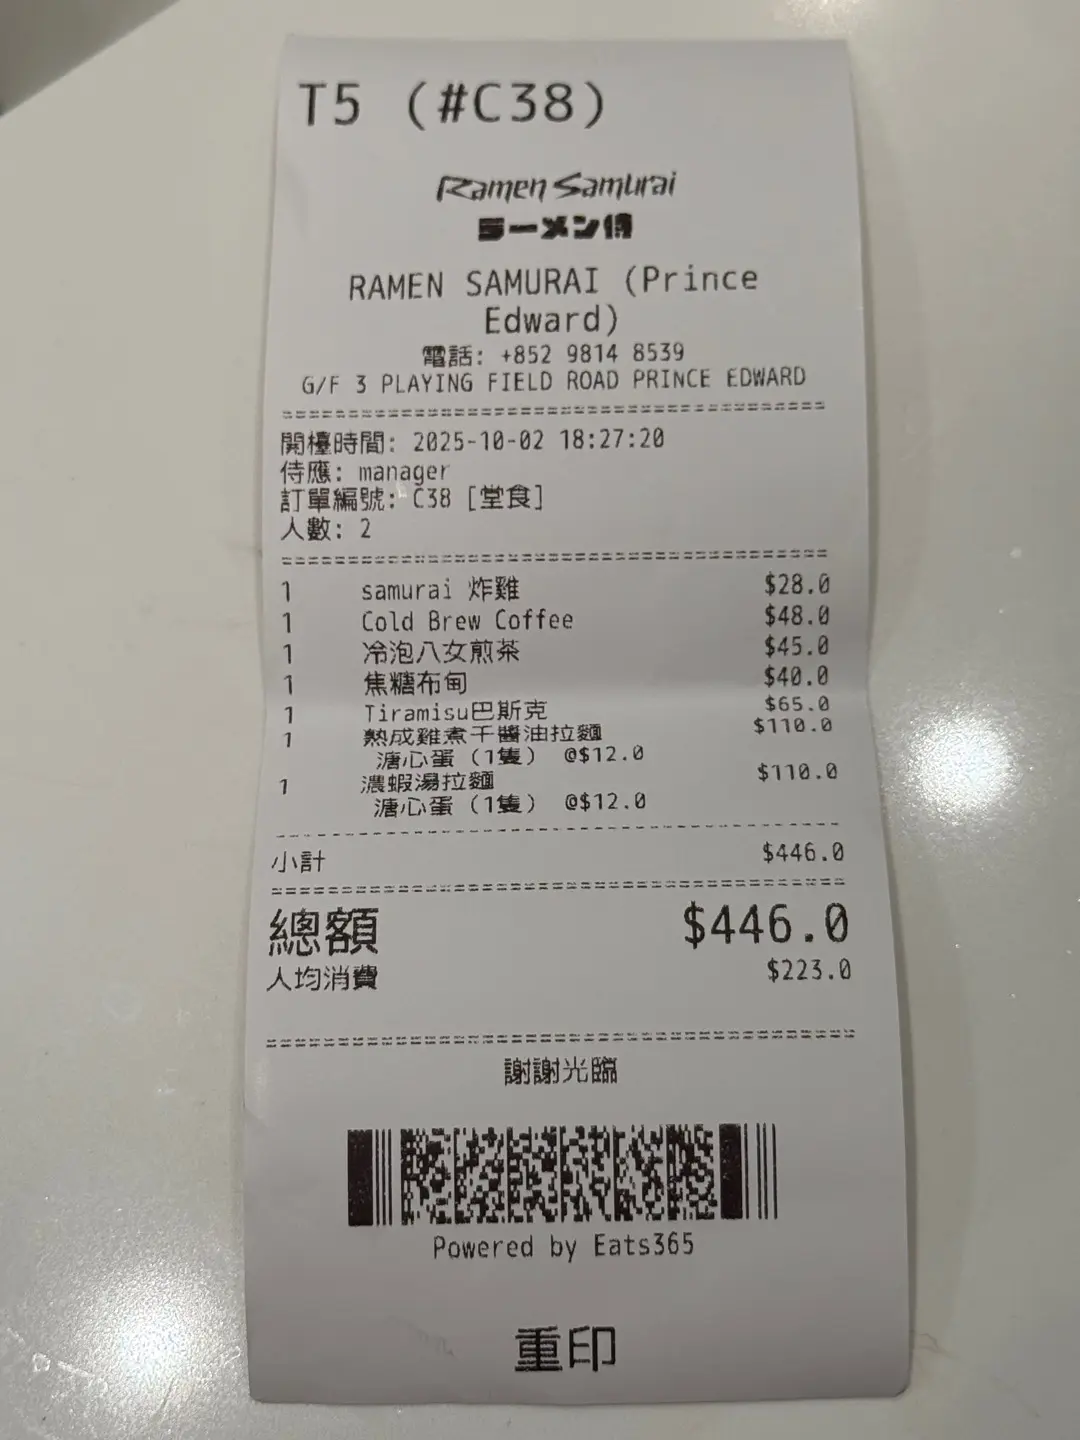 T5 (#C38)
Ramen Samurai
ラーメン侍
RAMEN SAMURAI (Prince
Edward)
電話: +852 9814 8539
G/F 3 PLAYING FIELD ROAD PRINCE EDWARD
開檯時間: 2025-10-02 18:27:20
侍應: manager
訂單編號: C38 [堂食]
人數: 2
1 samurai 炸雞 $28.0
1 Cold Brew Coffee $48.0
1 冷泡八女煎茶 $45.0
1 焦糖布甸 $40.0
1 Tiramisu巴斯克 $65.0
1 熟成雞煮干醬油拉麵 $110.0
溏心蛋 (1隻) @$12.0
1 濃蝦湯拉麵 $110.0
溏心蛋 (1隻) @$12.0
小計 $446.0
總額 $446.0
人均消費 $223.0
謝謝光臨
Powered by Eats365
重印